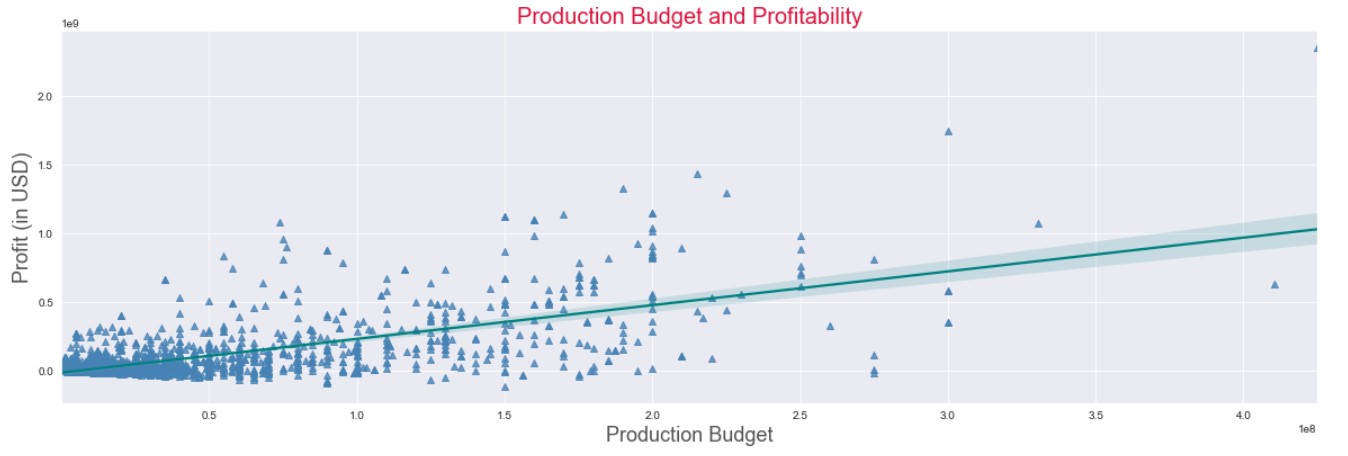 Production Budget and Profitability
1e9
2.0
1.5
1.0
0.5
0.0
Profit (in USD)
0.5
1.0
1.5
2.0
2.5
3.0
3.5
4.0
1e8
Production Budget